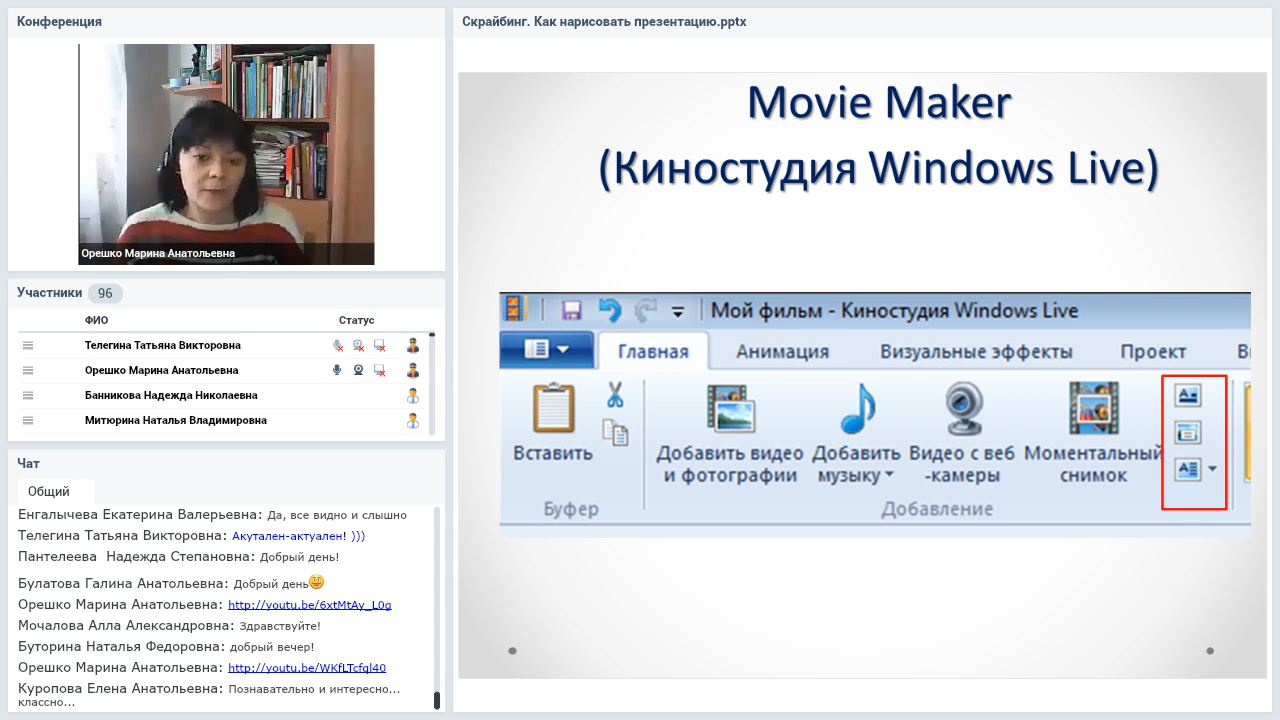 Конференция
Орешко Марина Анатольевна
Участники 96
ФИО Статус
Телегина Татьяна Викторовна
Орешко Марина Анатольевна
Банникова Надежда Николаевна
Митюрина Наталья Владимировна
Чат
Общий
Енгалычева Екатерина Валерьевна: Да, все видно и слышно
Телегина Татьяна Викторовна: Акутален-актуален! )))
Пантелеева Надежда Степановна: Добрый день!
Булатова Галина Анатольевна: Добрый день
Орешко Марина Анатольевна: http://youtu.be/6xtMtAy_L0g
Мочалова Алла Александровна: Здравствуйте!
Буторина Наталья Федоровна: добрый вечер!
Орешко Марина Анатольевна: http://youtu.be/WKfLTcfql40
Куропова Елена Анатольевна: Познавательно и интересно...
классно...
Скрайбинг. Как нарисовать презентацию.pptx
Movie Maker
(Киностудия Windows Live)
Мой фильм - Киностудия Windows Live
Главная Анимация Визуальные эффекты Проект
Вставить
Добавить видео
и фотографии
Добавить
музыку
Видео с веб
-камеры
Моментальный
снимок
Буфер Добавление